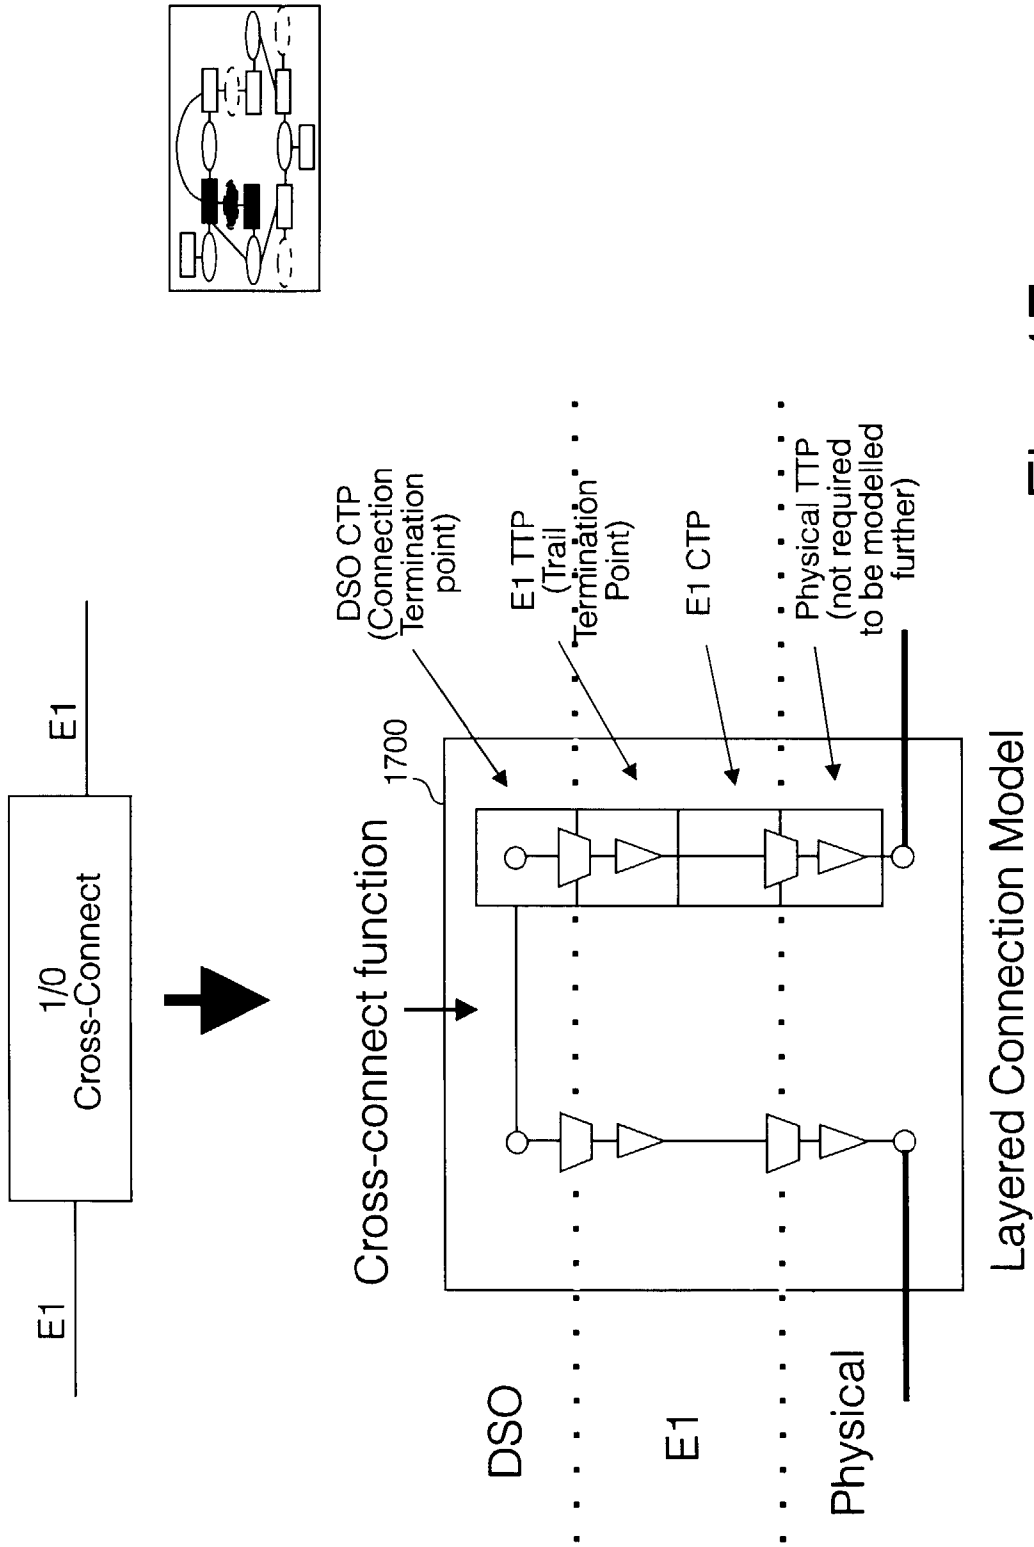 E1
1/0
Cross-Connect
E1
Cross-connect function
1700
DSO CTP
(Connection
Termination
point)
E1 TTP
(Trail
Termination
Point)
E1 CTP
Physical TTP
(not required
to be modelled
further)
DSO
E1
Physical
Layered Connection Model